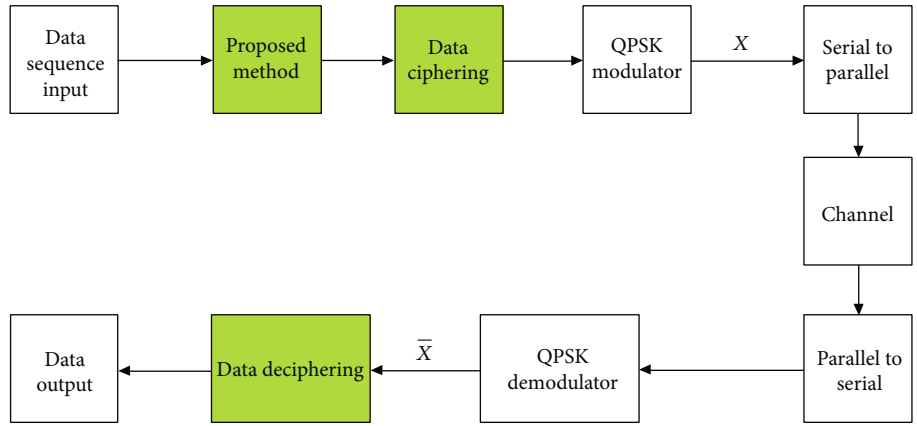 Data
sequence
input
Proposed
method
Data
ciphering
QPSK
modulator
X
Serial to
parallel
Channel
Parallel to
serial
QPSK
demodulator
X̅
Data deciphering
Data
output